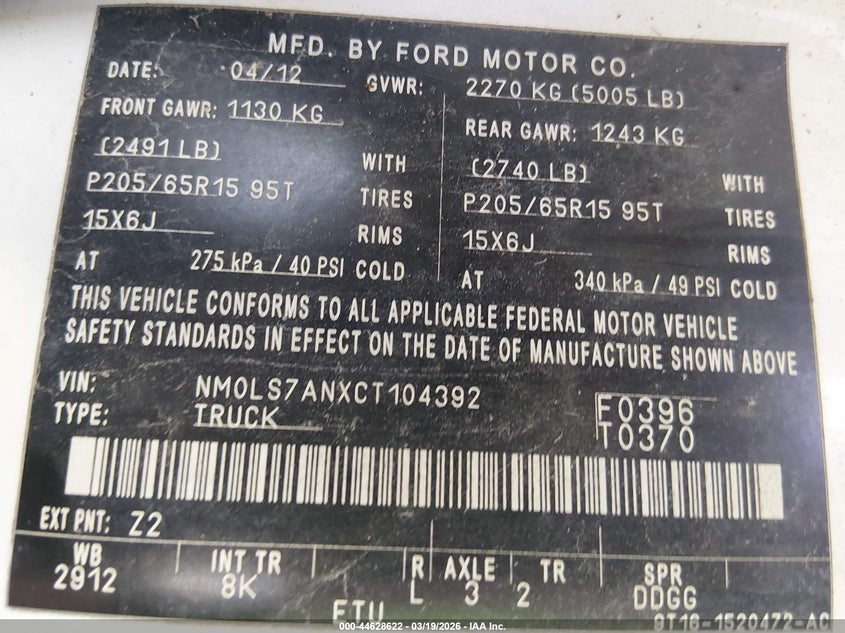 MFD. BY FORD MOTOR CO.
DATE: 04/12 GVWR: 2270 KG (5005 LB)
FRONT GAWR: 1130 KG REAR GAWR: 1243 KG
(2491 LB) WITH (2740 LB) WITH
P205/65R15 95T TIRES P205/65R15 95T TIRES
15X6J RIMS 15X6J RIMS
AT 275 kPa / 40 PSI COLD AT 340 kPa / 49 PSI COLD
THIS VEHICLE CONFORMS TO ALL APPLICABLE FEDERAL MOTOR VEHICLE
SAFETY STANDARDS IN EFFECT ON THE DATE OF MANUFACTURE SHOWN ABOVE
VIN: NM0LS7ANXCT104392 F0396
TYPE: TRUCK T0370
EXT PNT: Z2
WB INT TR R AXLE TR SPR
2912 8K L 3 2 DDGG
9T16-1520472-AC
000-44628622 - 03/19/2026 - IAA Inc.